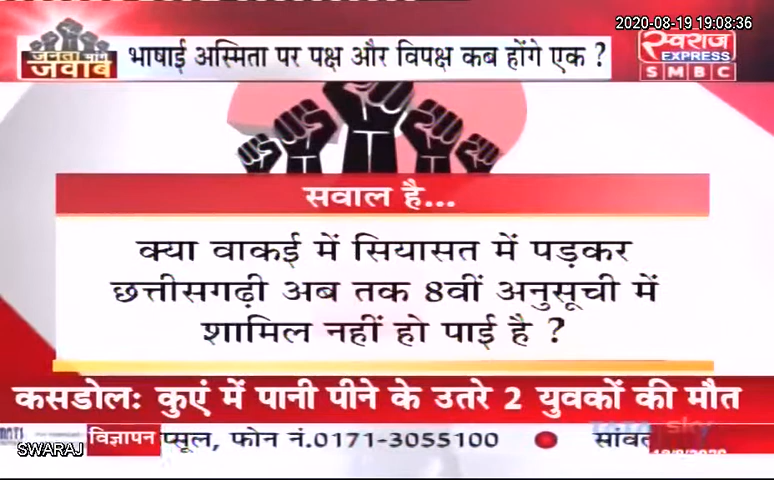 2020-08-19 19:08:36
जनता मांगे
जवाब
भाषाई अस्मिता पर पक्ष और विपक्ष कब होंगे एक ?
स्वराज
EXPRESS
SMBC
सवाल है...
क्या वाकई में सियासत में पड़कर
छत्तीसगढ़ी अब तक 8वीं अनुसूची में
शामिल नहीं हो पाई है ?
कसडोल: कुएं में पानी पीने के उतरे 2 युवकों की मौत
विज्ञापन
प्सूल, फोन नं.0171-3055100
SWARAJ